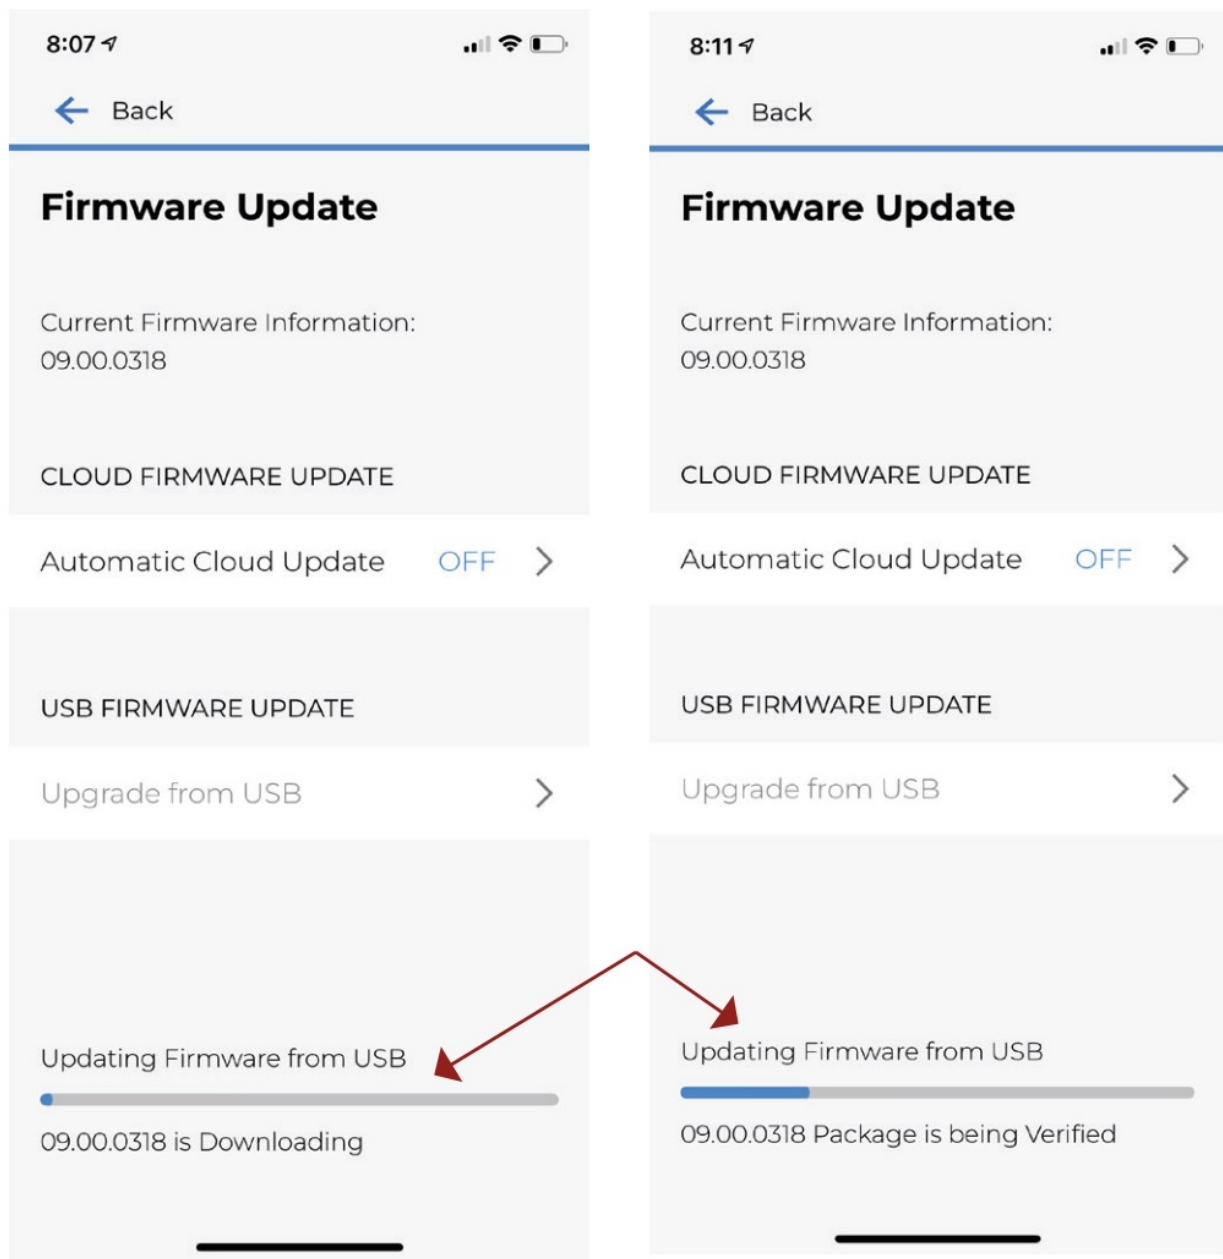 8:07
Back
Firmware Update
Current Firmware Information:
09.00.0318
CLOUD FIRMWARE UPDATE
Automatic Cloud Update OFF
USB FIRMWARE UPDATE
Upgrade from USB
Updating Firmware from USB
09.00.0318 is Downloading
8:11
Back
Firmware Update
Current Firmware Information:
09.00.0318
CLOUD FIRMWARE UPDATE
Automatic Cloud Update OFF
USB FIRMWARE UPDATE
Upgrade from USB
Updating Firmware from USB
09.00.0318 Package is being Verified